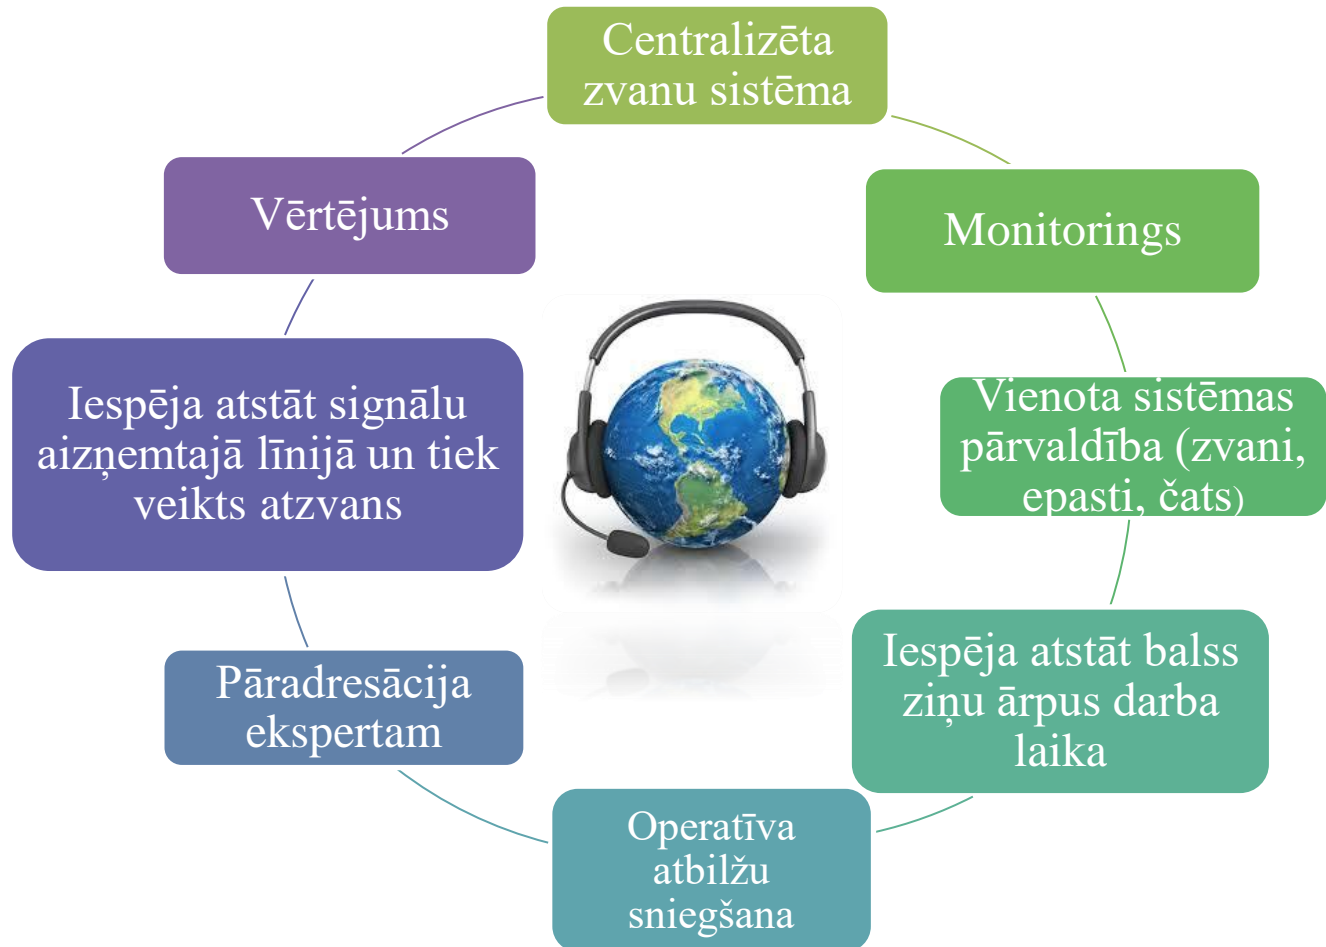 Centralizēta
zvanu sistēma
Monitorings
Vienota sistēmas
pārvaldība (zvani,
epasti, čats)
Iespēja atstāt balss
ziņu ārpus darba
laika
Operatīva
atbilžu
sniegšana
Pāradresācija
ekspertam
Iespēja atstāt signālu
aizņemtajā līnijā un tiek
veikts atzvans
Vērtējums